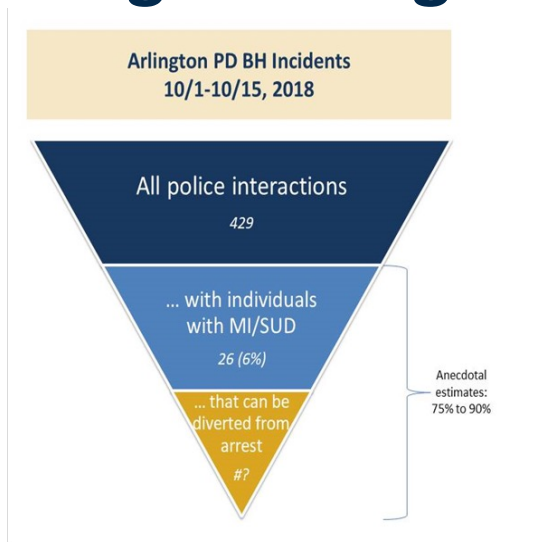 Arlington PD BH Incidents
10/1-10/15, 2018
All police interactions
429
... with individuals
with MI/SUD
26 (6%)
... that can be
diverted from
arrest
#?
Anecdotal
estimates:
75% to 90%